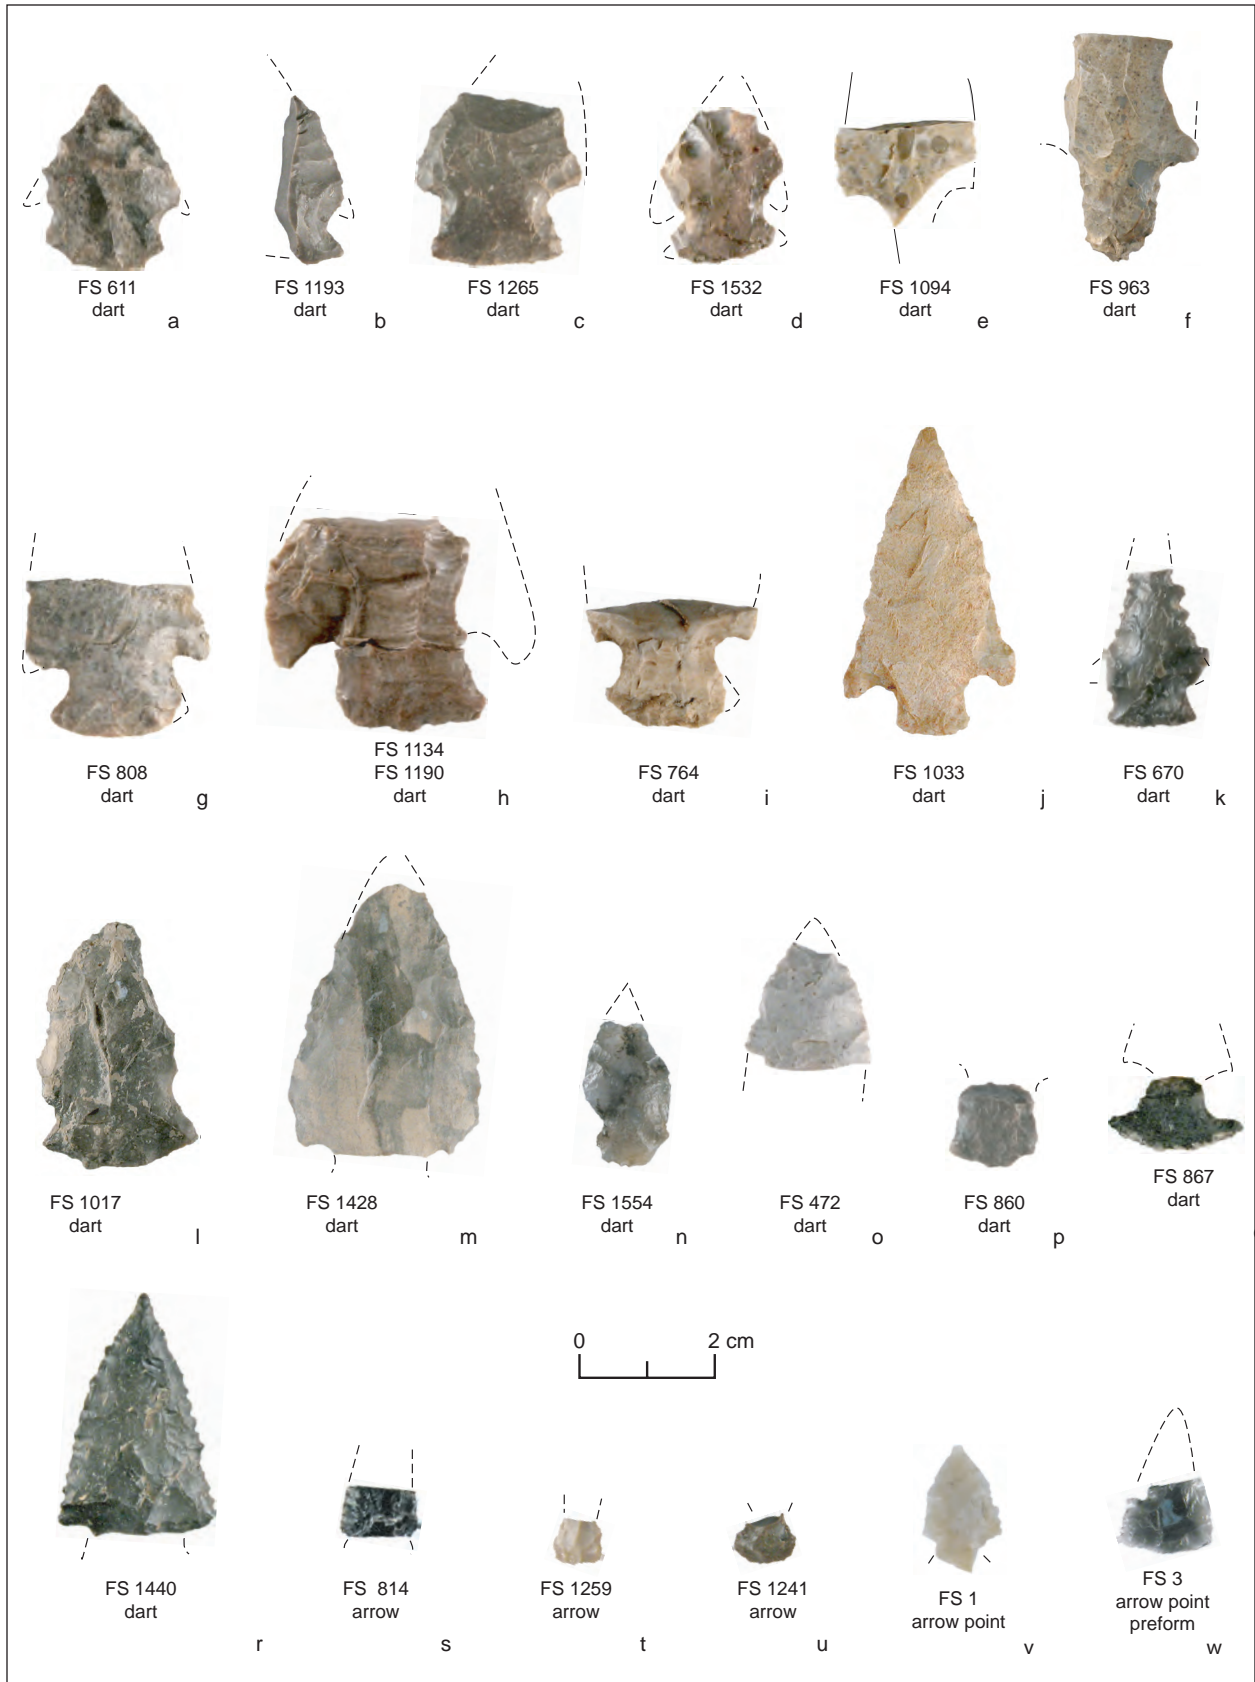 FS 611
dart
a
FS 1193
dart
b
FS 1265
dart
c
FS 1532
dart
d
FS 1094
dart
e
FS 963
dart
f
FS 808
dart
g
FS 1134
FS 1190
dart
h
FS 764
dart
i
FS 1033
dart
j
FS 670
dart
k
FS 1017
dart
l
FS 1428
dart
m
FS 1554
dart
n
FS 472
dart
o
FS 860
dart
p
FS 867
dart
0 2 cm
FS 1440
dart
r
FS 814
arrow
s
FS 1259
arrow
t
FS 1241
arrow
u
FS 1
arrow point
v
FS 3
arrow point
preform
w